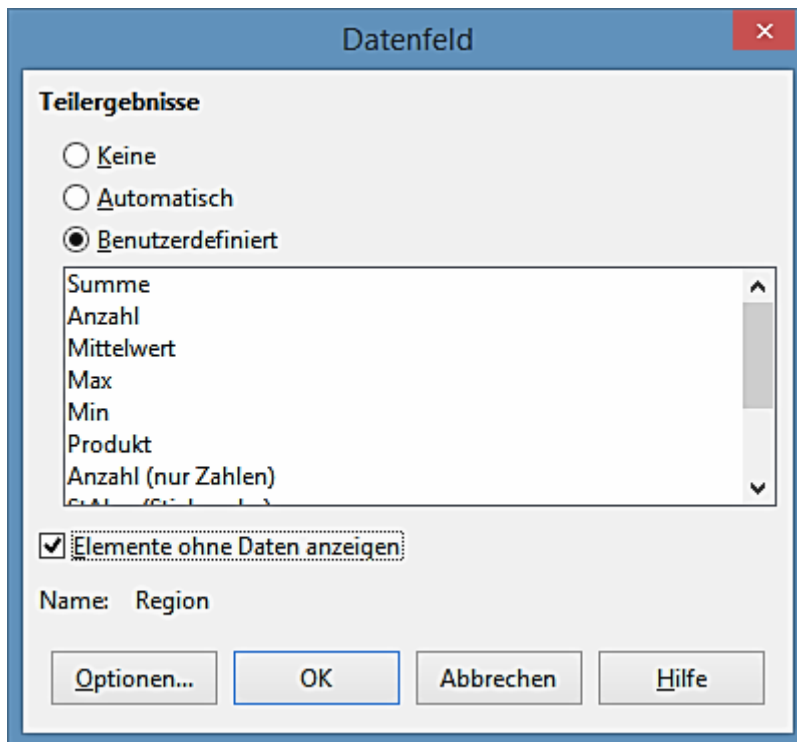 Datenfeld
Teilergebnisse
Keine
Automatisch
Benutzerdefiniert
Summe
Anzahl
Mittelwert
Max
Min
Produkt
Anzahl (nur Zahlen)
Elemente ohne Daten anzeigen
Name: Region
Optionen... OK Abbrechen Hilfe